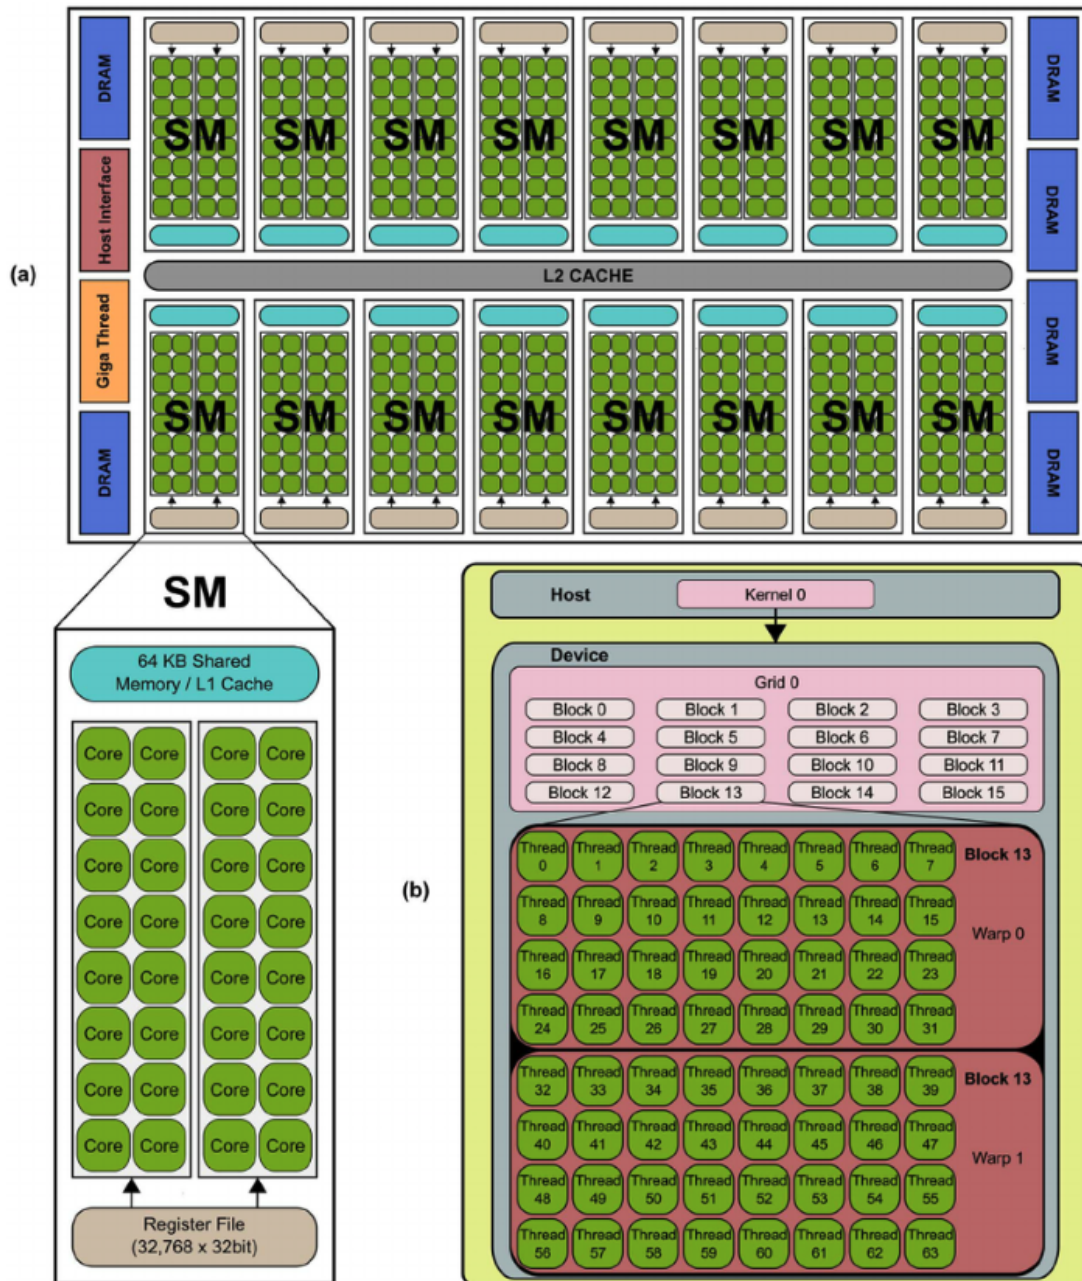 DRAM
Host Interface
Giga Thread
DRAM
SM SM SM SM SM SM SM SM
(a)
L2 CACHE
SM SM SM SM SM SM SM SM
DRAM
DRAM
DRAM
DRAM
SM
64 KB Shared
Memory / L1 Cache
Core Core Core Core
Core Core Core Core
Core Core Core Core
Core Core Core Core
Core Core Core Core
Core Core Core Core
Core Core Core Core
Core Core Core Core
Register File
(32,768 x 32bit)
(b)
Host
Kernel 0
Device
Grid 0
Block 0 Block 1 Block 2 Block 3
Block 4 Block 5 Block 6 Block 7
Block 8 Block 9 Block 10 Block 11
Block 12 Block 13 Block 14 Block 15
Thread Thread Thread Thread Thread Thread Thread Thread
0 1 2 3 4 5 6 7
Block 13
Thread Thread Thread Thread Thread Thread Thread Thread
8 9 10 11 12 13 14 15
Warp 0
Thread Thread Thread Thread Thread Thread Thread Thread
16 17 18 19 20 21 22 23
Thread Thread Thread Thread Thread Thread Thread Thread
24 25 26 27 28 29 30 31
Thread Thread Thread Thread Thread Thread Thread Thread
32 33 34 35 36 37 38 39
Block 13
Thread Thread Thread Thread Thread Thread Thread Thread
40 41 42 43 44 45 46 47
Warp 1
Thread Thread Thread Thread Thread Thread Thread Thread
48 49 50 51 52 53 54 55
Thread Thread Thread Thread Thread Thread Thread Thread
56 57 58 59 60 61 62 63